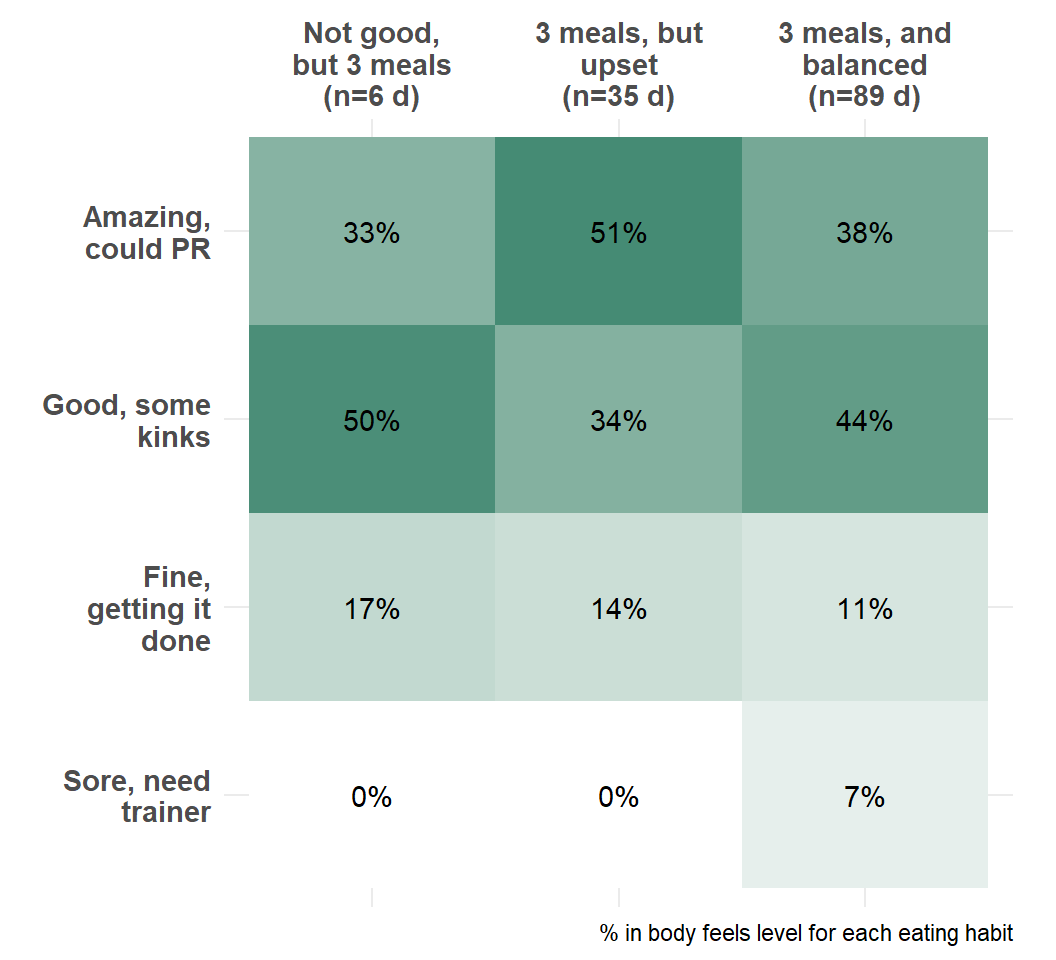 Not good,
but 3 meals
(n=6 d)
3 meals, but
upset
(n=35 d)
3 meals, and
balanced
(n=89 d)
Amazing,
could PR
33%
51%
38%
Good, some
kinks
50%
34%
44%
Fine,
getting it
done
17%
14%
11%
Sore, need
trainer
0%
0%
7%
% in body feels level for each eating habit